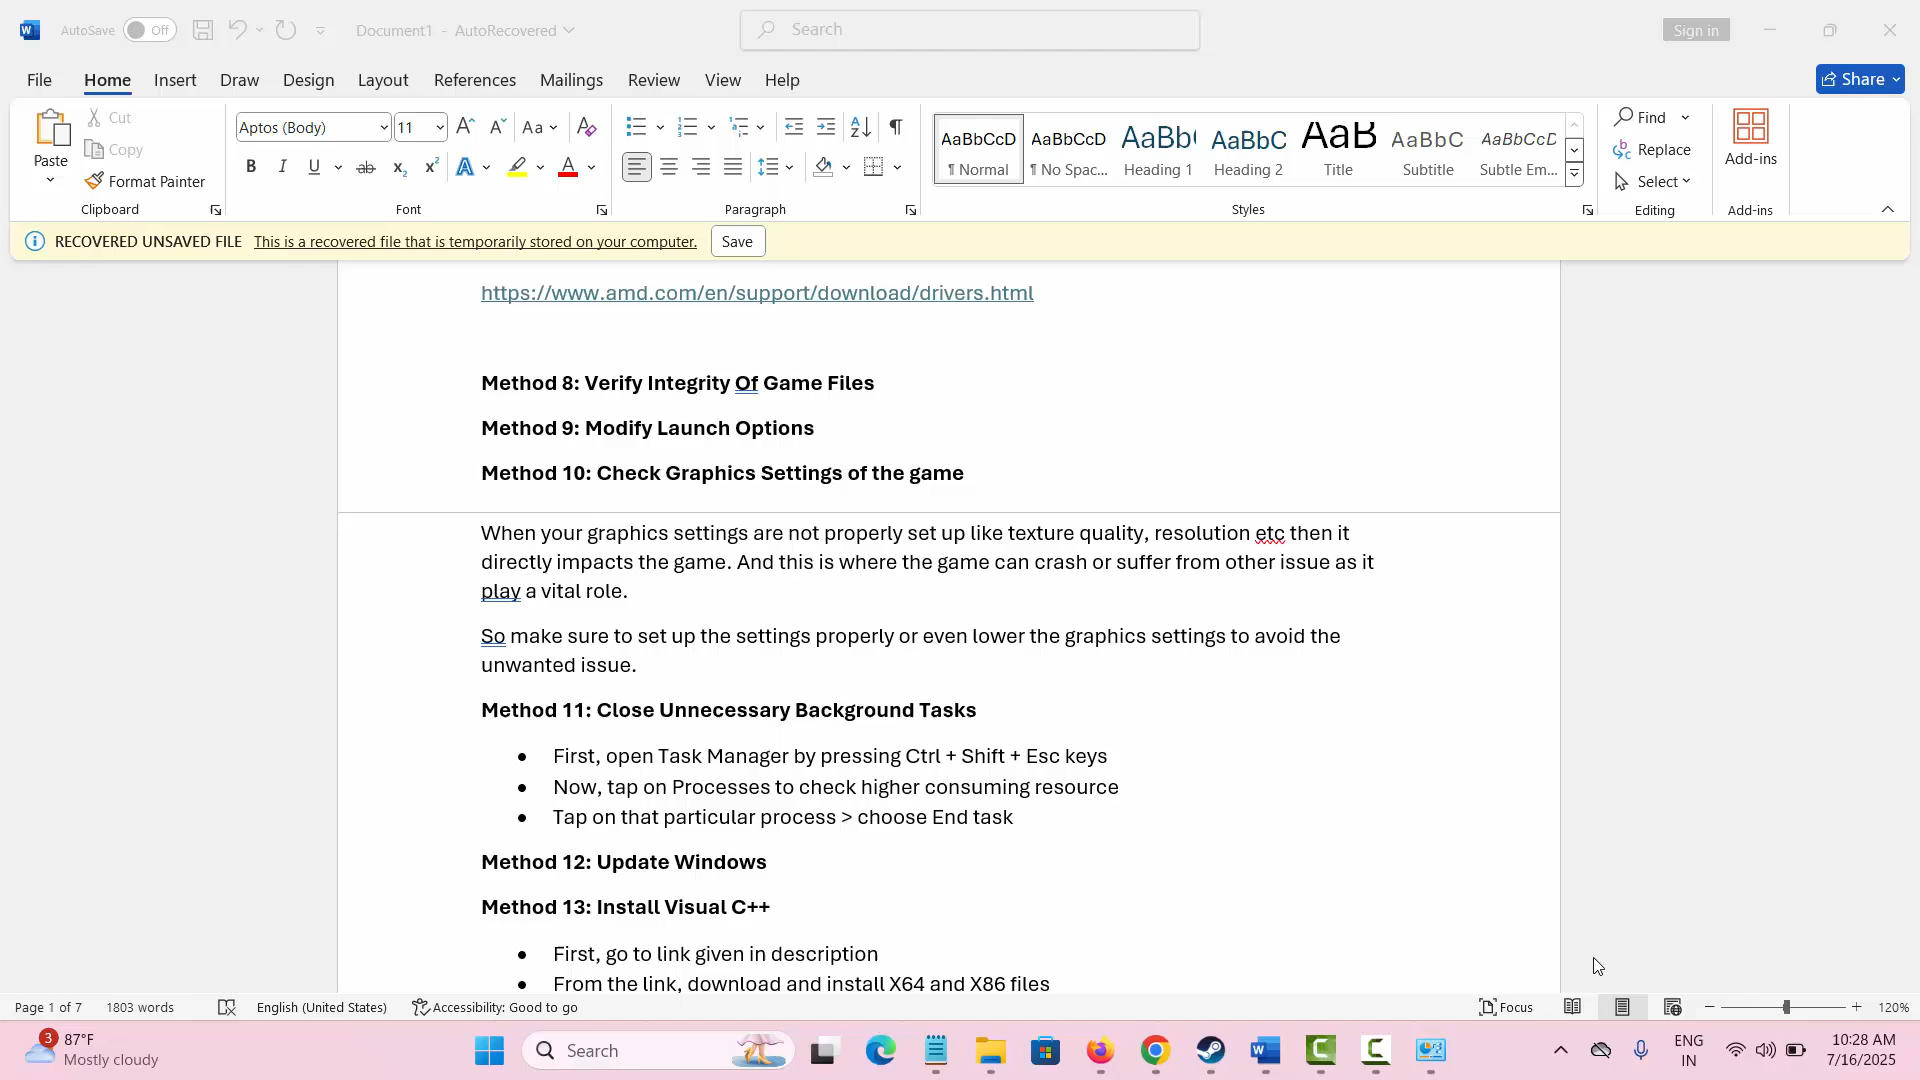 AutoSave Off Document1 - AutoRecovered Search Sign in
File Home Insert Draw Design Layout References Mailings Review View Help Share
Paste Cut Copy Format Painter Clipboard
Aptos (Body) 11 Aa
B I U ab x₂ x² A A Font
Paragraph
AaBbCcD AaBbCcD AaBb( AaBbC AaB AaBbC AaBbCcD
¶ Normal ¶ No Spac... Heading 1 Heading 2 Title Subtitle Subtle Em...
Styles
Find Replace Select Editing
Add-ins Add-ins
RECOVERED UNSAVED FILE This is a recovered file that is temporarily stored on your computer. Save
https://www.amd.com/en/support/download/drivers.html
Method 8: Verify Integrity Of Game Files
Method 9: Modify Launch Options
Method 10: Check Graphics Settings of the game
When your graphics settings are not properly set up like texture quality, resolution etc then it
directly impacts the game. And this is where the game can crash or suffer from other issue as it
play a vital role.
So make sure to set up the settings properly or even lower the graphics settings to avoid the
unwanted issue.
Method 11: Close Unnecessary Background Tasks
• First, open Task Manager by pressing Ctrl + Shift + Esc keys
• Now, tap on Processes to check higher consuming resource
• Tap on that particular process > choose End task
Method 12: Update Windows
Method 13: Install Visual C++
• First, go to link given in description
• From the link, download and install X64 and X86 files
Page 1 of 7 1803 words English (United States) Accessibility: Good to go Focus 120%
3 87°F
Mostly cloudy
Search
ENG
IN
10:28 AM
7/16/2025